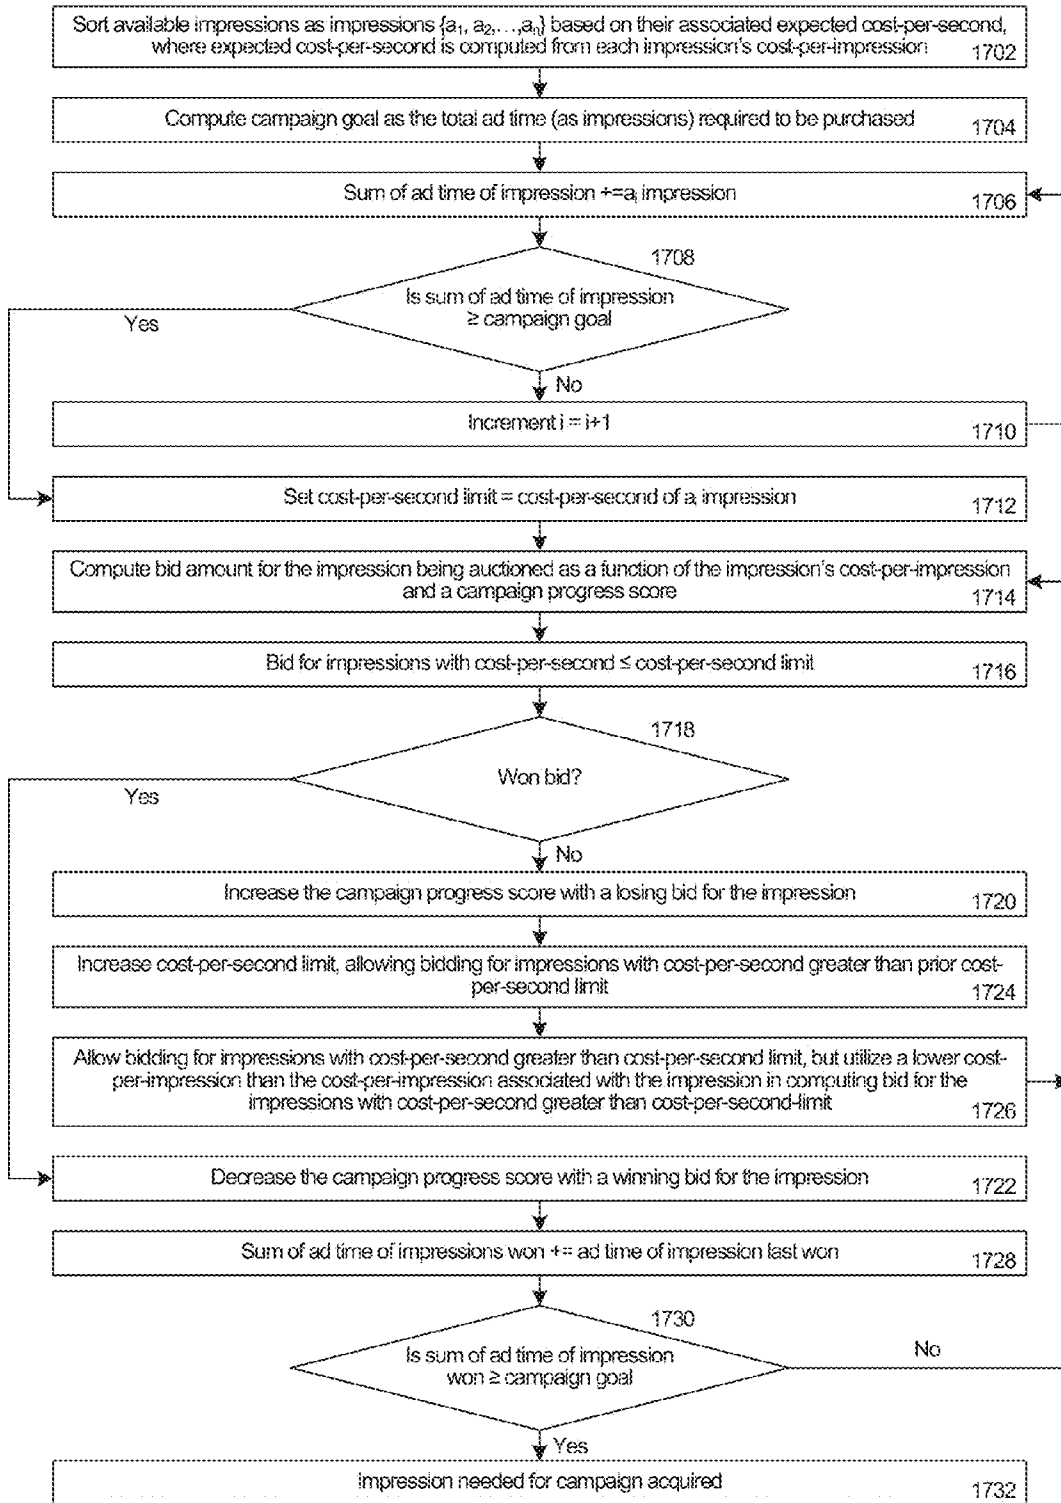 Sort available impressions as impressions {a1, a2,...,an} based on their associated expected cost-per-second,
where expected cost-per-second is computed from each impression's cost-per-impression
1702
Compute campaign goal as the total ad time (as impressions) required to be purchased
1704
Sum of ad time of impression +=ai impression
1706
1708
Is sum of ad time of impression
≥ campaign goal
Yes
No
Increment i = i+1
1710
Set cost-per-second limit = cost-per-second of ai impression
1712
Compute bid amount for the impression being auctioned as a function of the impression's cost-per-impression
and a campaign progress score
1714
Bid for impressions with cost-per-second ≤ cost-per-second limit
1716
1718
Won bid?
Yes
No
Increase the campaign progress score with a losing bid for the impression
1720
Increase cost-per-second limit, allowing bidding for impressions with cost-per-second greater than prior cost-
per-second limit
1724
Allow bidding for impressions with cost-per-second greater than cost-per-second limit, but utilize a lower cost-
per-impression than the cost-per-impression associated with the impression in computing bid for the
impressions with cost-per-second greater than cost-per-second-limit
1726
Decrease the campaign progress score with a winning bid for the impression
1722
Sum of ad time of impressions won += ad time of impression last won
1728
1730
Is sum of ad time of impression
won ≥ campaign goal
No
Yes
Impression needed for campaign acquired
1732